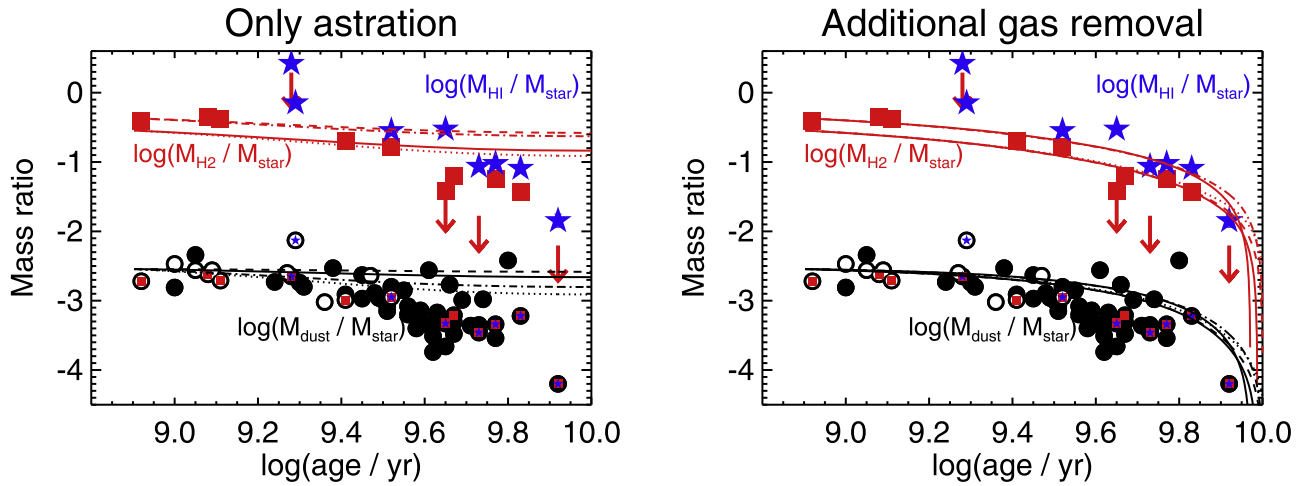 Only astration
Additional gas removal
Mass ratio
0
-1
-2
-3
-4
log(M_HI / M_star)
log(M_H2 / M_star)
log(M_dust / M_star)
9.0 9.2 9.4 9.6 9.8 10.0
log(age / yr)
Mass ratio
0
-1
-2
-3
-4
log(M_HI / M_star)
log(M_H2 / M_star)
log(M_dust / M_star)
9.0 9.2 9.4 9.6 9.8 10.0
log(age / yr)